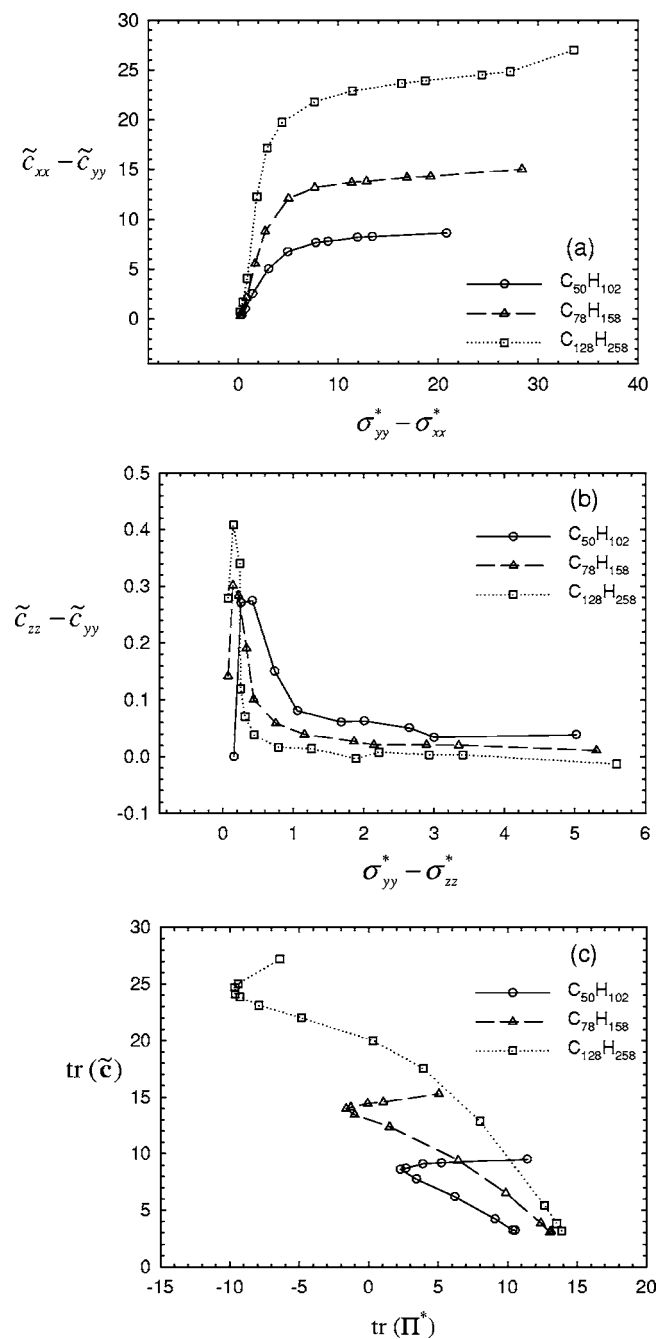 30
25
20
15
10
5
0
c̃xx − c̃yy
(a)
C50H102
C78H158
C128H258
0 10 20 30 40
σ*yy − σ*xx
0.5
0.4
0.3
0.2
0.1
0.0
-0.1
c̃zz − c̃yy
(b)
C50H102
C78H158
C128H258
0 1 2 3 4 5 6
σ*yy − σ*zz
30
25
20
15
10
5
0
tr (c̃)
(c)
C50H102
C78H158
C128H258
-15 -10 -5 0 5 10 15 20
tr (Π*)